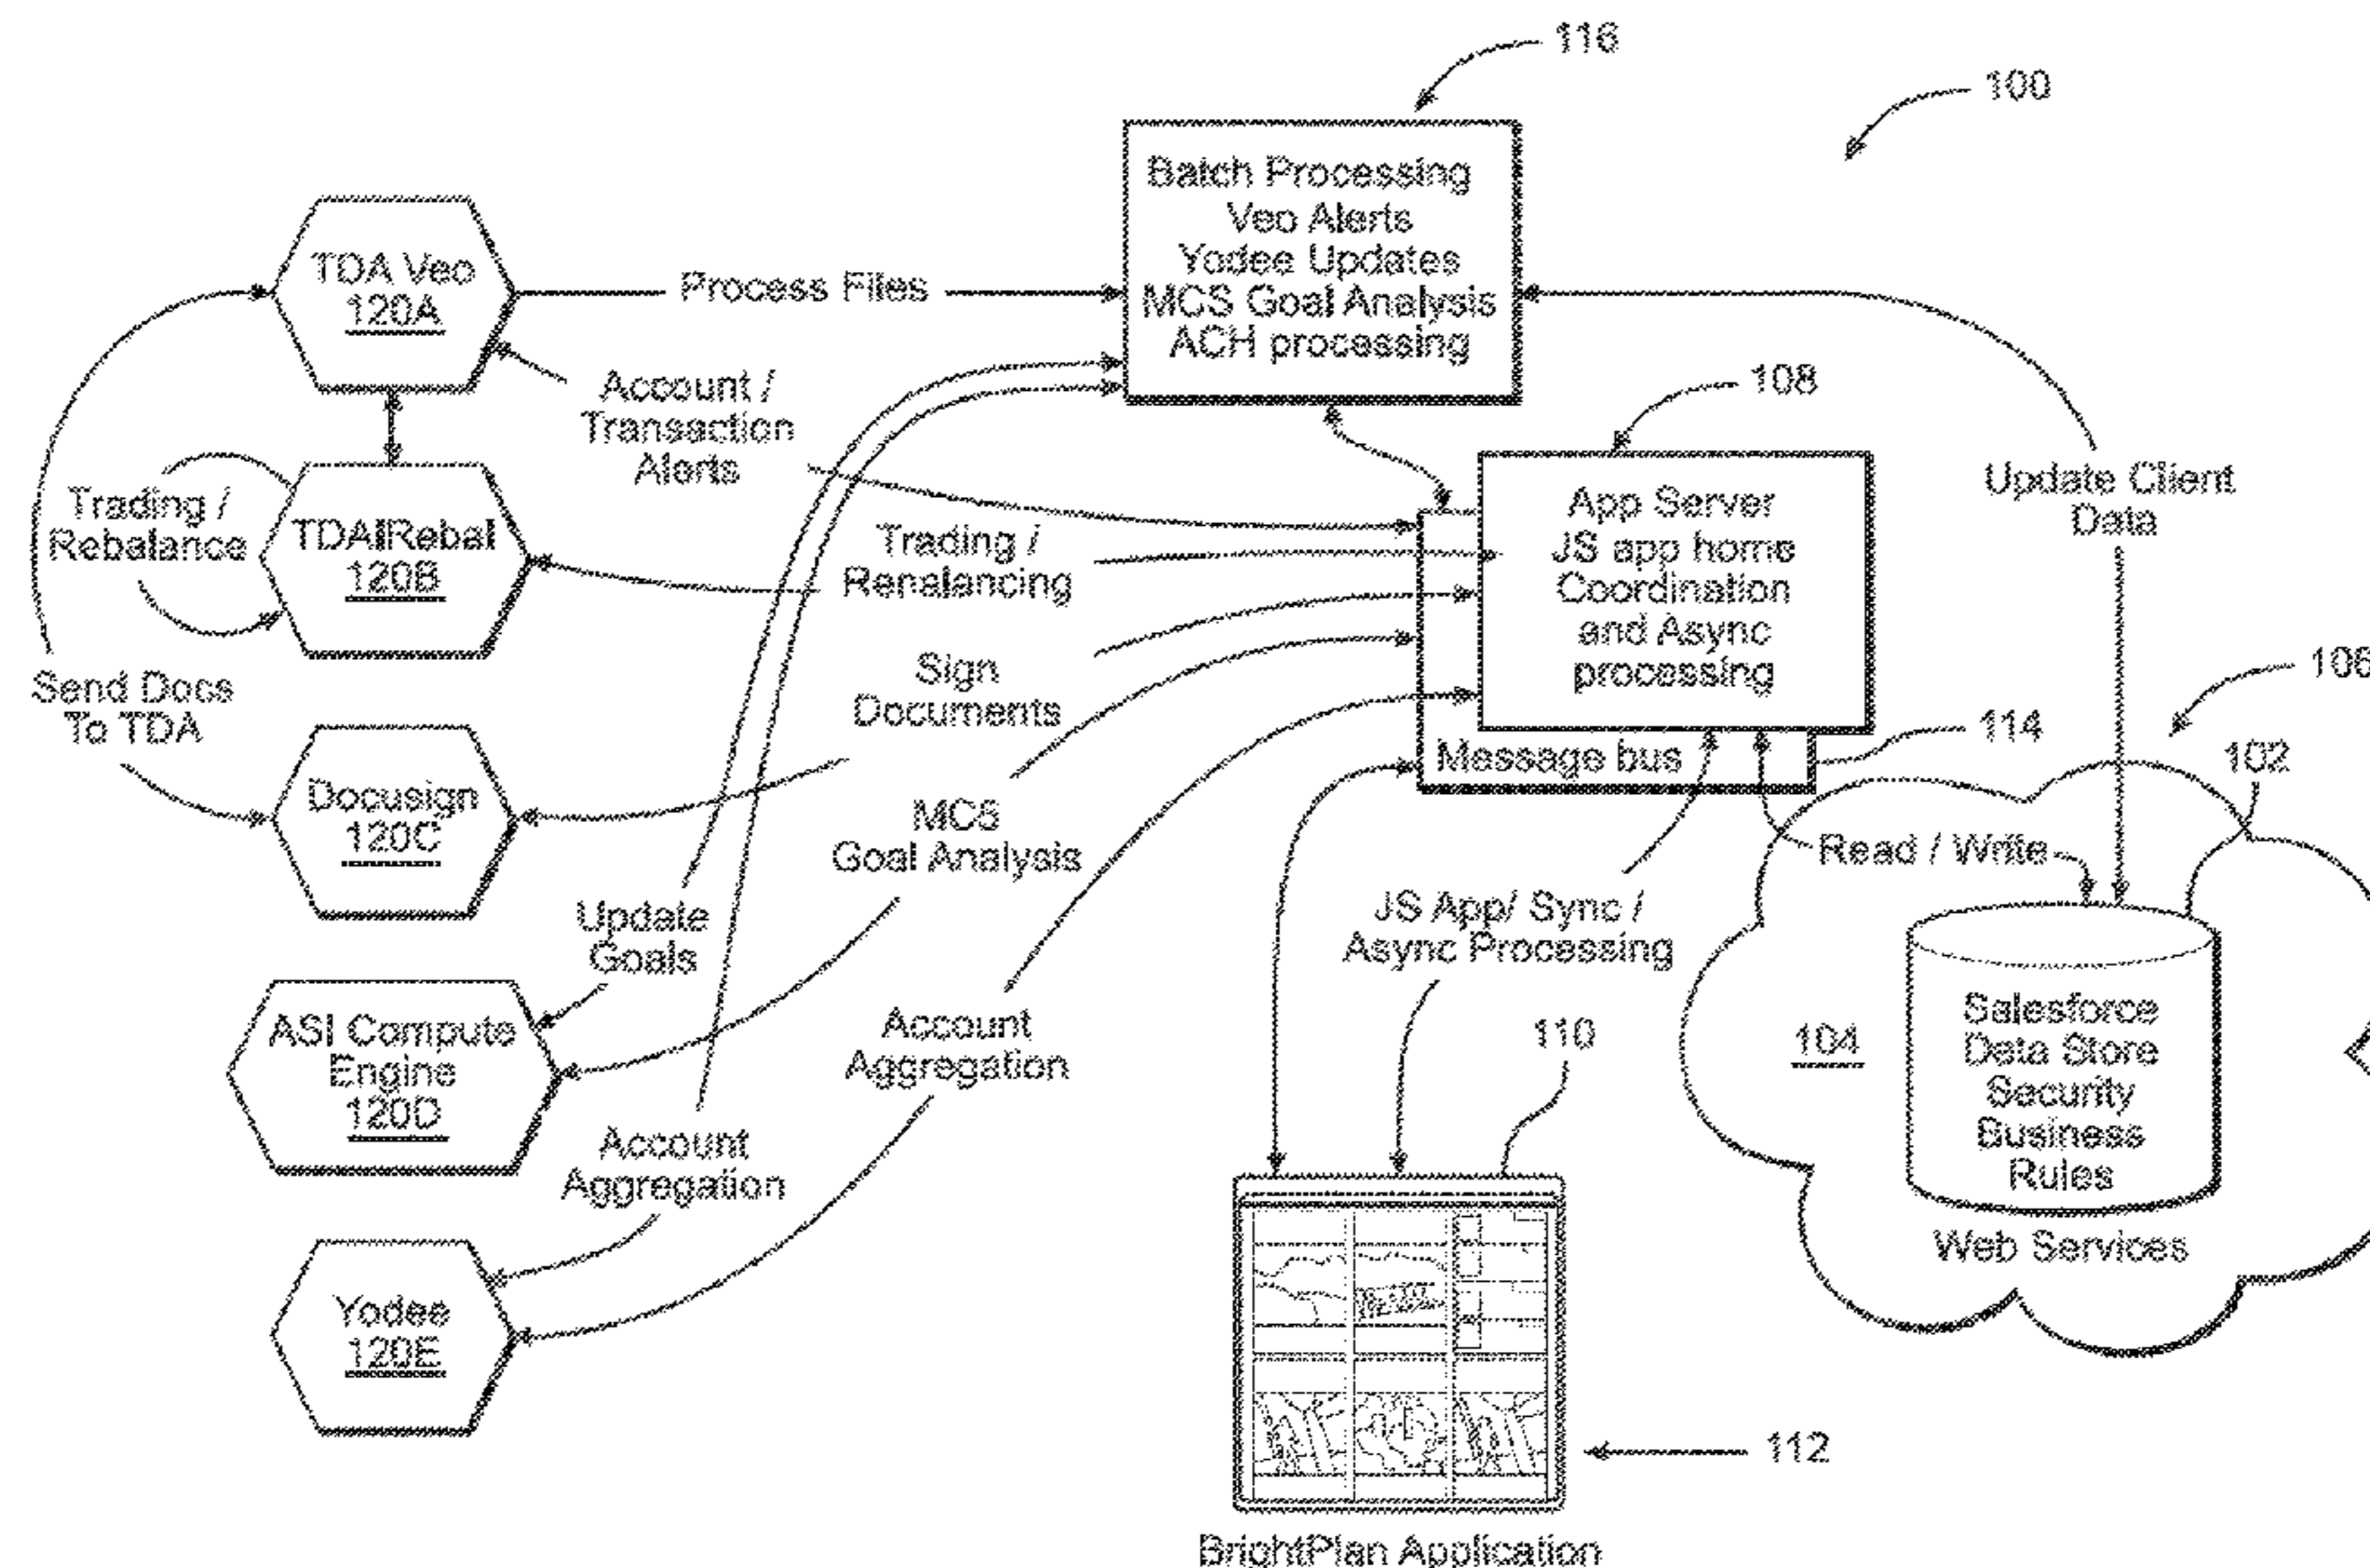 116
100
Batch Processing
Veo Alerts
Yodee Updates
MCS Goal Analysis
ACH processing
TDA Veo
120A
Process Files
Account /
Transaction
Alerts
108
Trading /
Rebalance
TDAIRebal
120B
Trading /
Renalancing
App Server
JS app home
Coordination
and Async
processing
Update Client
Data
106
Send Docs
To TDA
Sign
Documents
114
Message bus
102
Docusign
120C
MCS
Goal Analysis
Read / Write
Update
Goals
JS App/ Sync /
Async Processing
ASI Compute
Engine
120D
Account
Aggregation
110
104
Salesforce
Data Store
Security
Business
Rules
Web Services
Account
Aggregation
Yodee
120E
112
BrightPlan Application